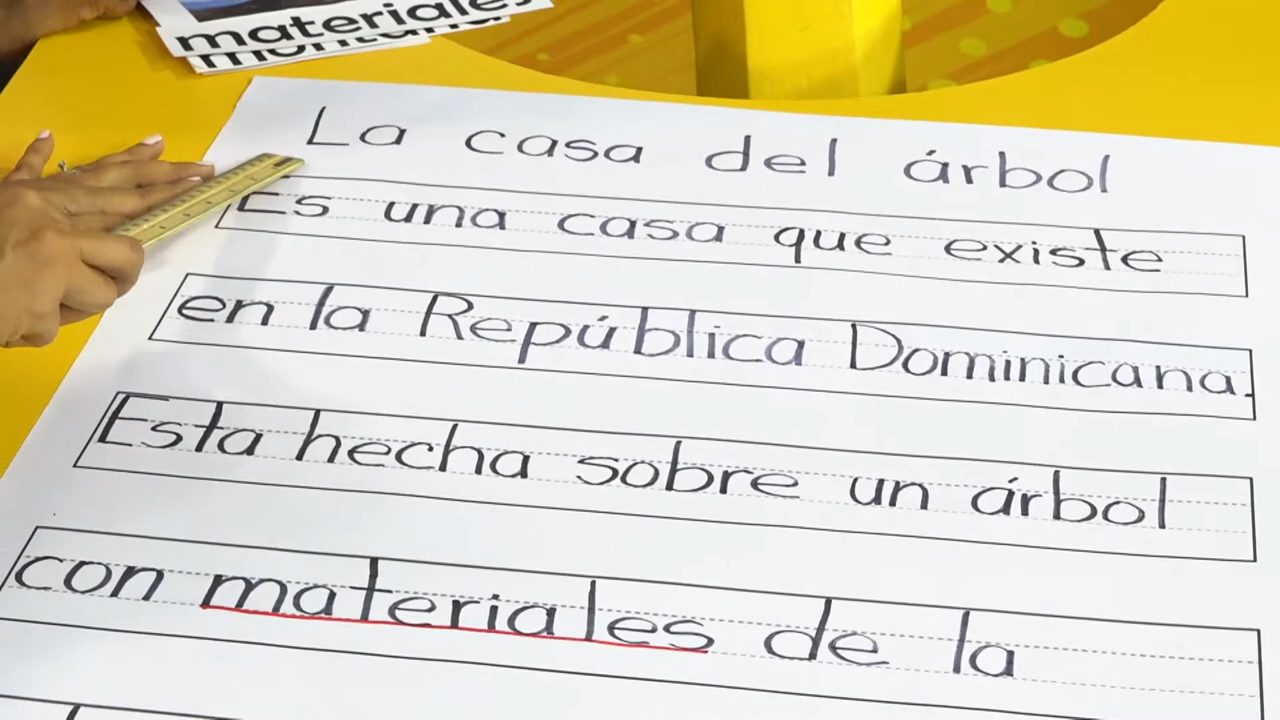 materiales
montaña
La casa del árbol
Es una casa que existe
en la República Dominicana.
Esta hecha sobre un árbol
con materiales de la